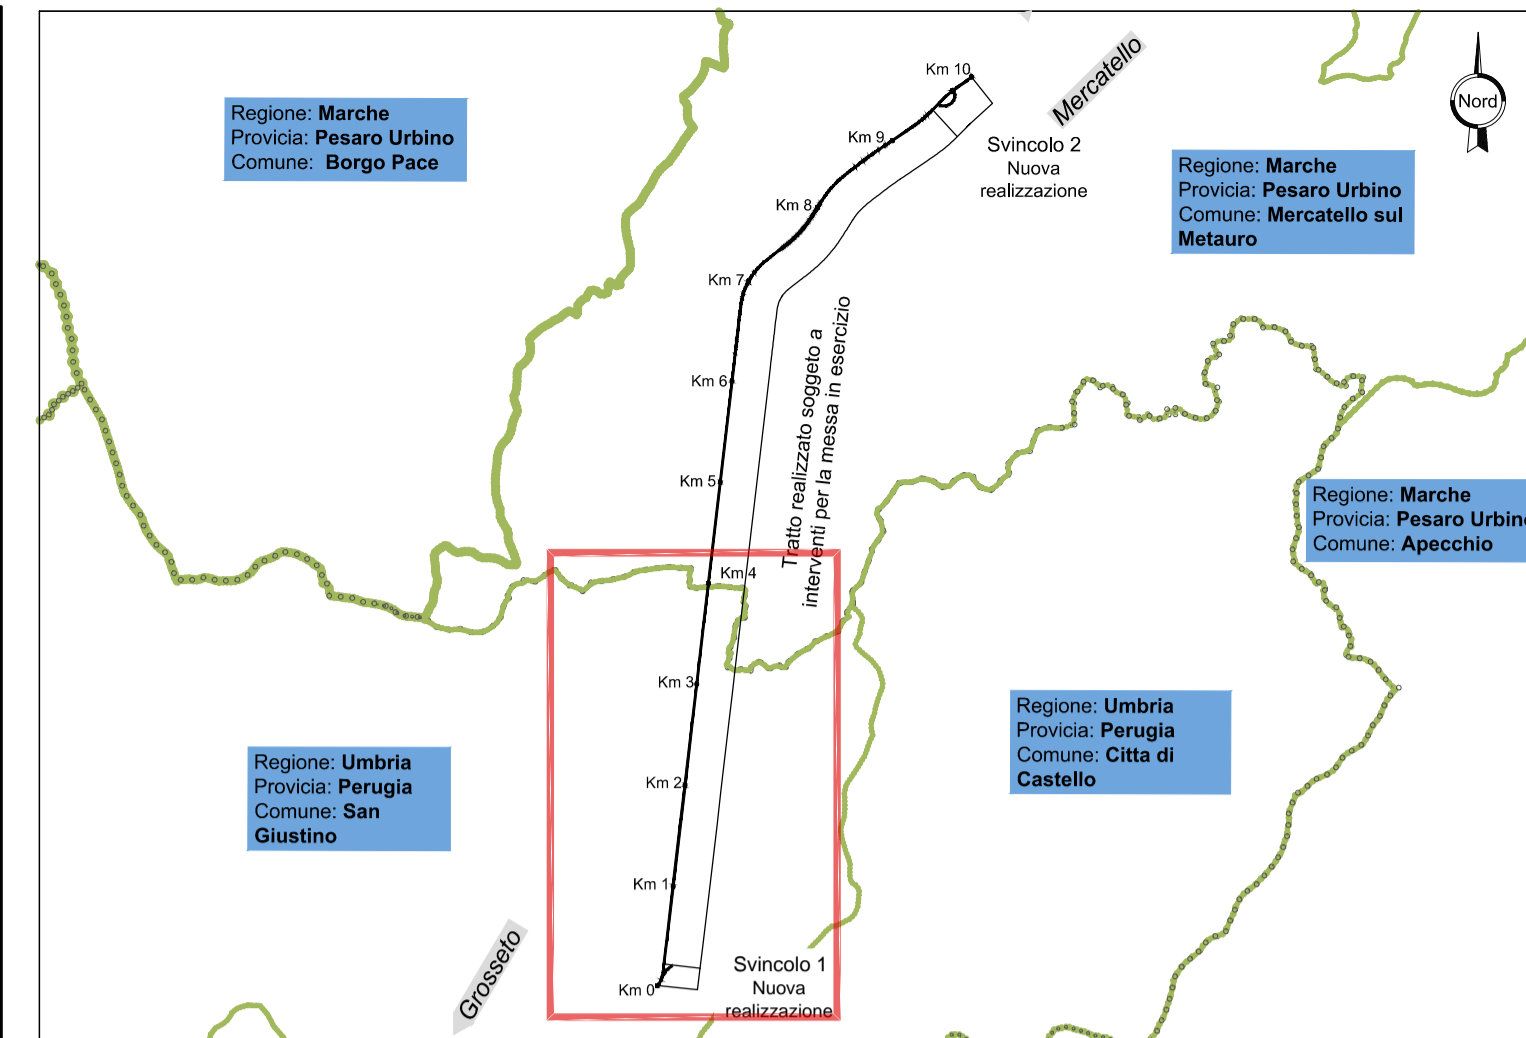 Km 10
Mercatello
Nord
Regione: Marche
Provicia: Pesaro Urbino
Comune: Borgo Pace
Km 9
Svincolo 2
Nuova
realizzazione
Regione: Marche
Provicia: Pesaro Urbino
Comune: Mercatello sul
Metauro
Km 8
Km 7
Tratto realizzato soggeto a
interventi per la messa in esercizio
Km 6
Km 5
Regione: Marche
Provicia: Pesaro Urbino
Comune: Apecchio
Km 4
Km 3
Regione: Umbria
Provicia: Perugia
Comune: Citta di
Castello
Regione: Umbria
Provicia: Perugia
Comune: San
Giustino
Km 2
Km 1
Grosseto
Svincolo 1
Nuova
realizzazione
Km 0